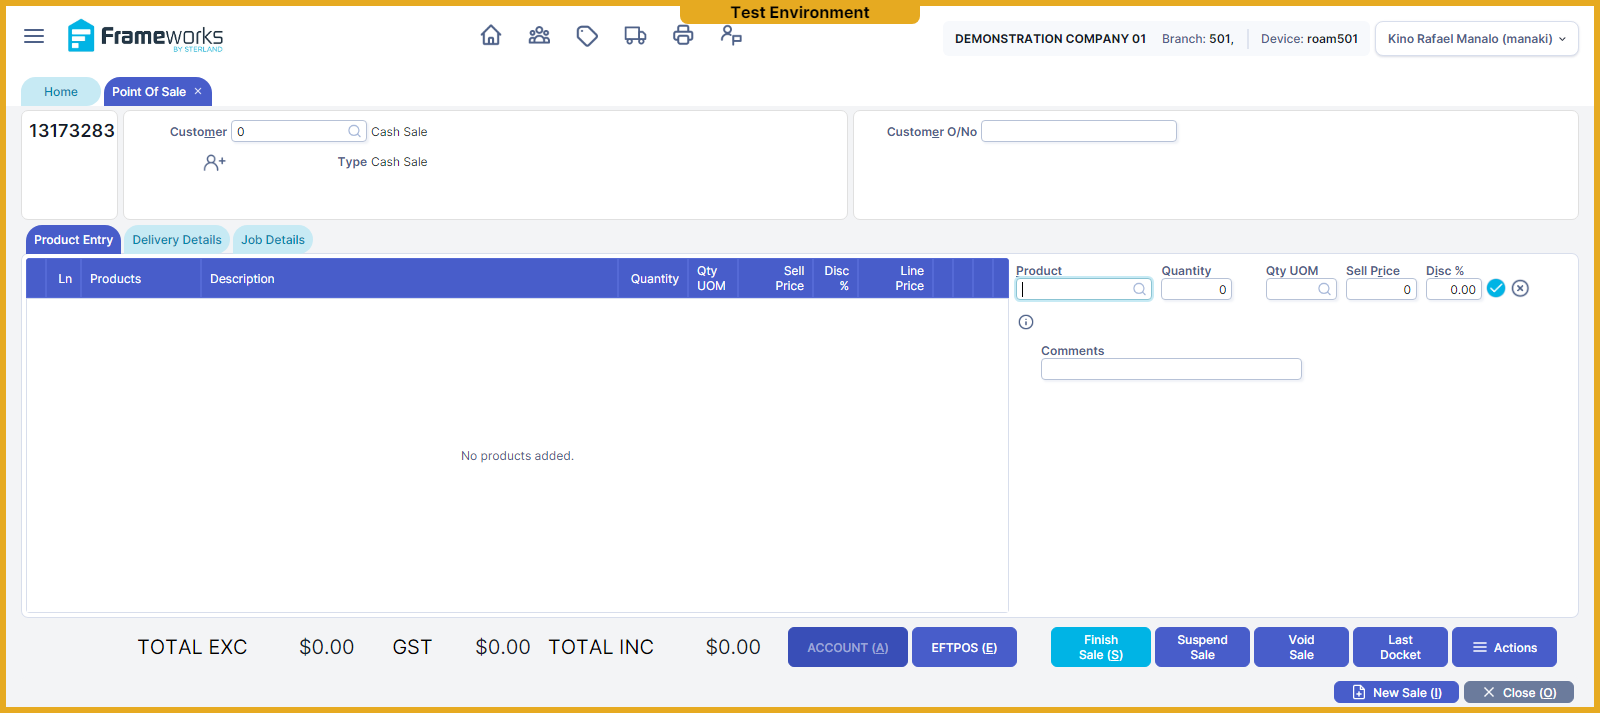 Test Environment
Frameworks
BY STERLAND
DEMONSTRATION COMPANY 01 Branch: 501, Device: roam501 Kino Rafael Manalo (manaki)
Home Point Of Sale ×
13173283
Customer 0 Cash Sale
Type Cash Sale
Customer O/No
Product Entry Delivery Details Job Details
Ln Products Description Quantity Qty UOM Sell Price Disc % Line Price
No products added.
Product Quantity Qty UOM Sell Price Disc %
0 0 0.00
Comments
TOTAL EXC $0.00 GST $0.00 TOTAL INC $0.00
ACCOUNT (A) EFTPOS (E) Finish Sale (S) Suspend Sale Void Sale Last Docket Actions
New Sale (I) Close (O)